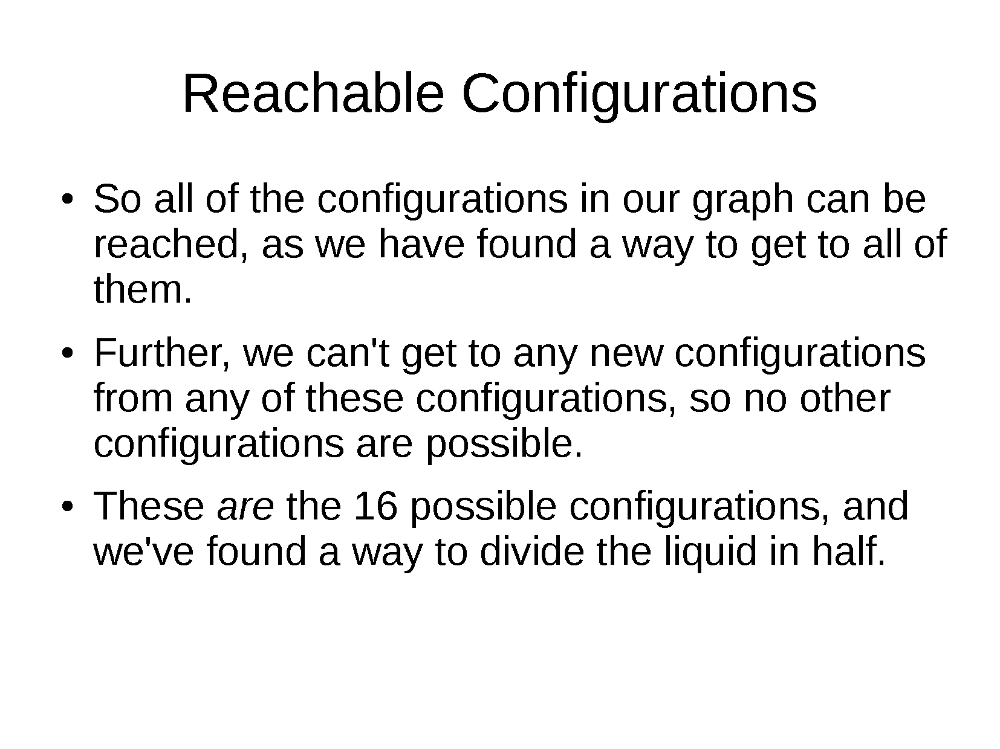 Reachable Configurations
• So all of the configurations in our graph can be
reached, as we have found a way to get to all of
them.
• Further, we can't get to any new configurations
from any of these configurations, so no other
configurations are possible.
• These are the 16 possible configurations, and
we've found a way to divide the liquid in half.